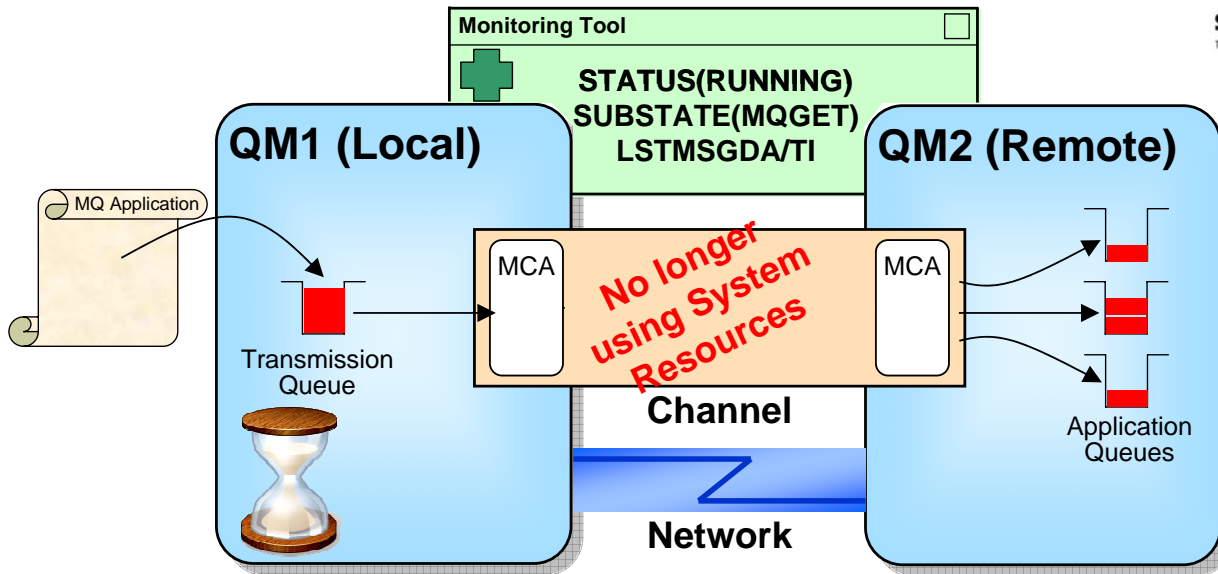 Monitoring Tool
STATUS(RUNNING)
SUBSTATE(MQGET)
LSTMSGDA/TI
QM1 (Local)
QM2 (Remote)
MQ Application
MCA
No longer
using System
Resources
MCA
Transmission
Queue
Channel
Application
Queues
Network